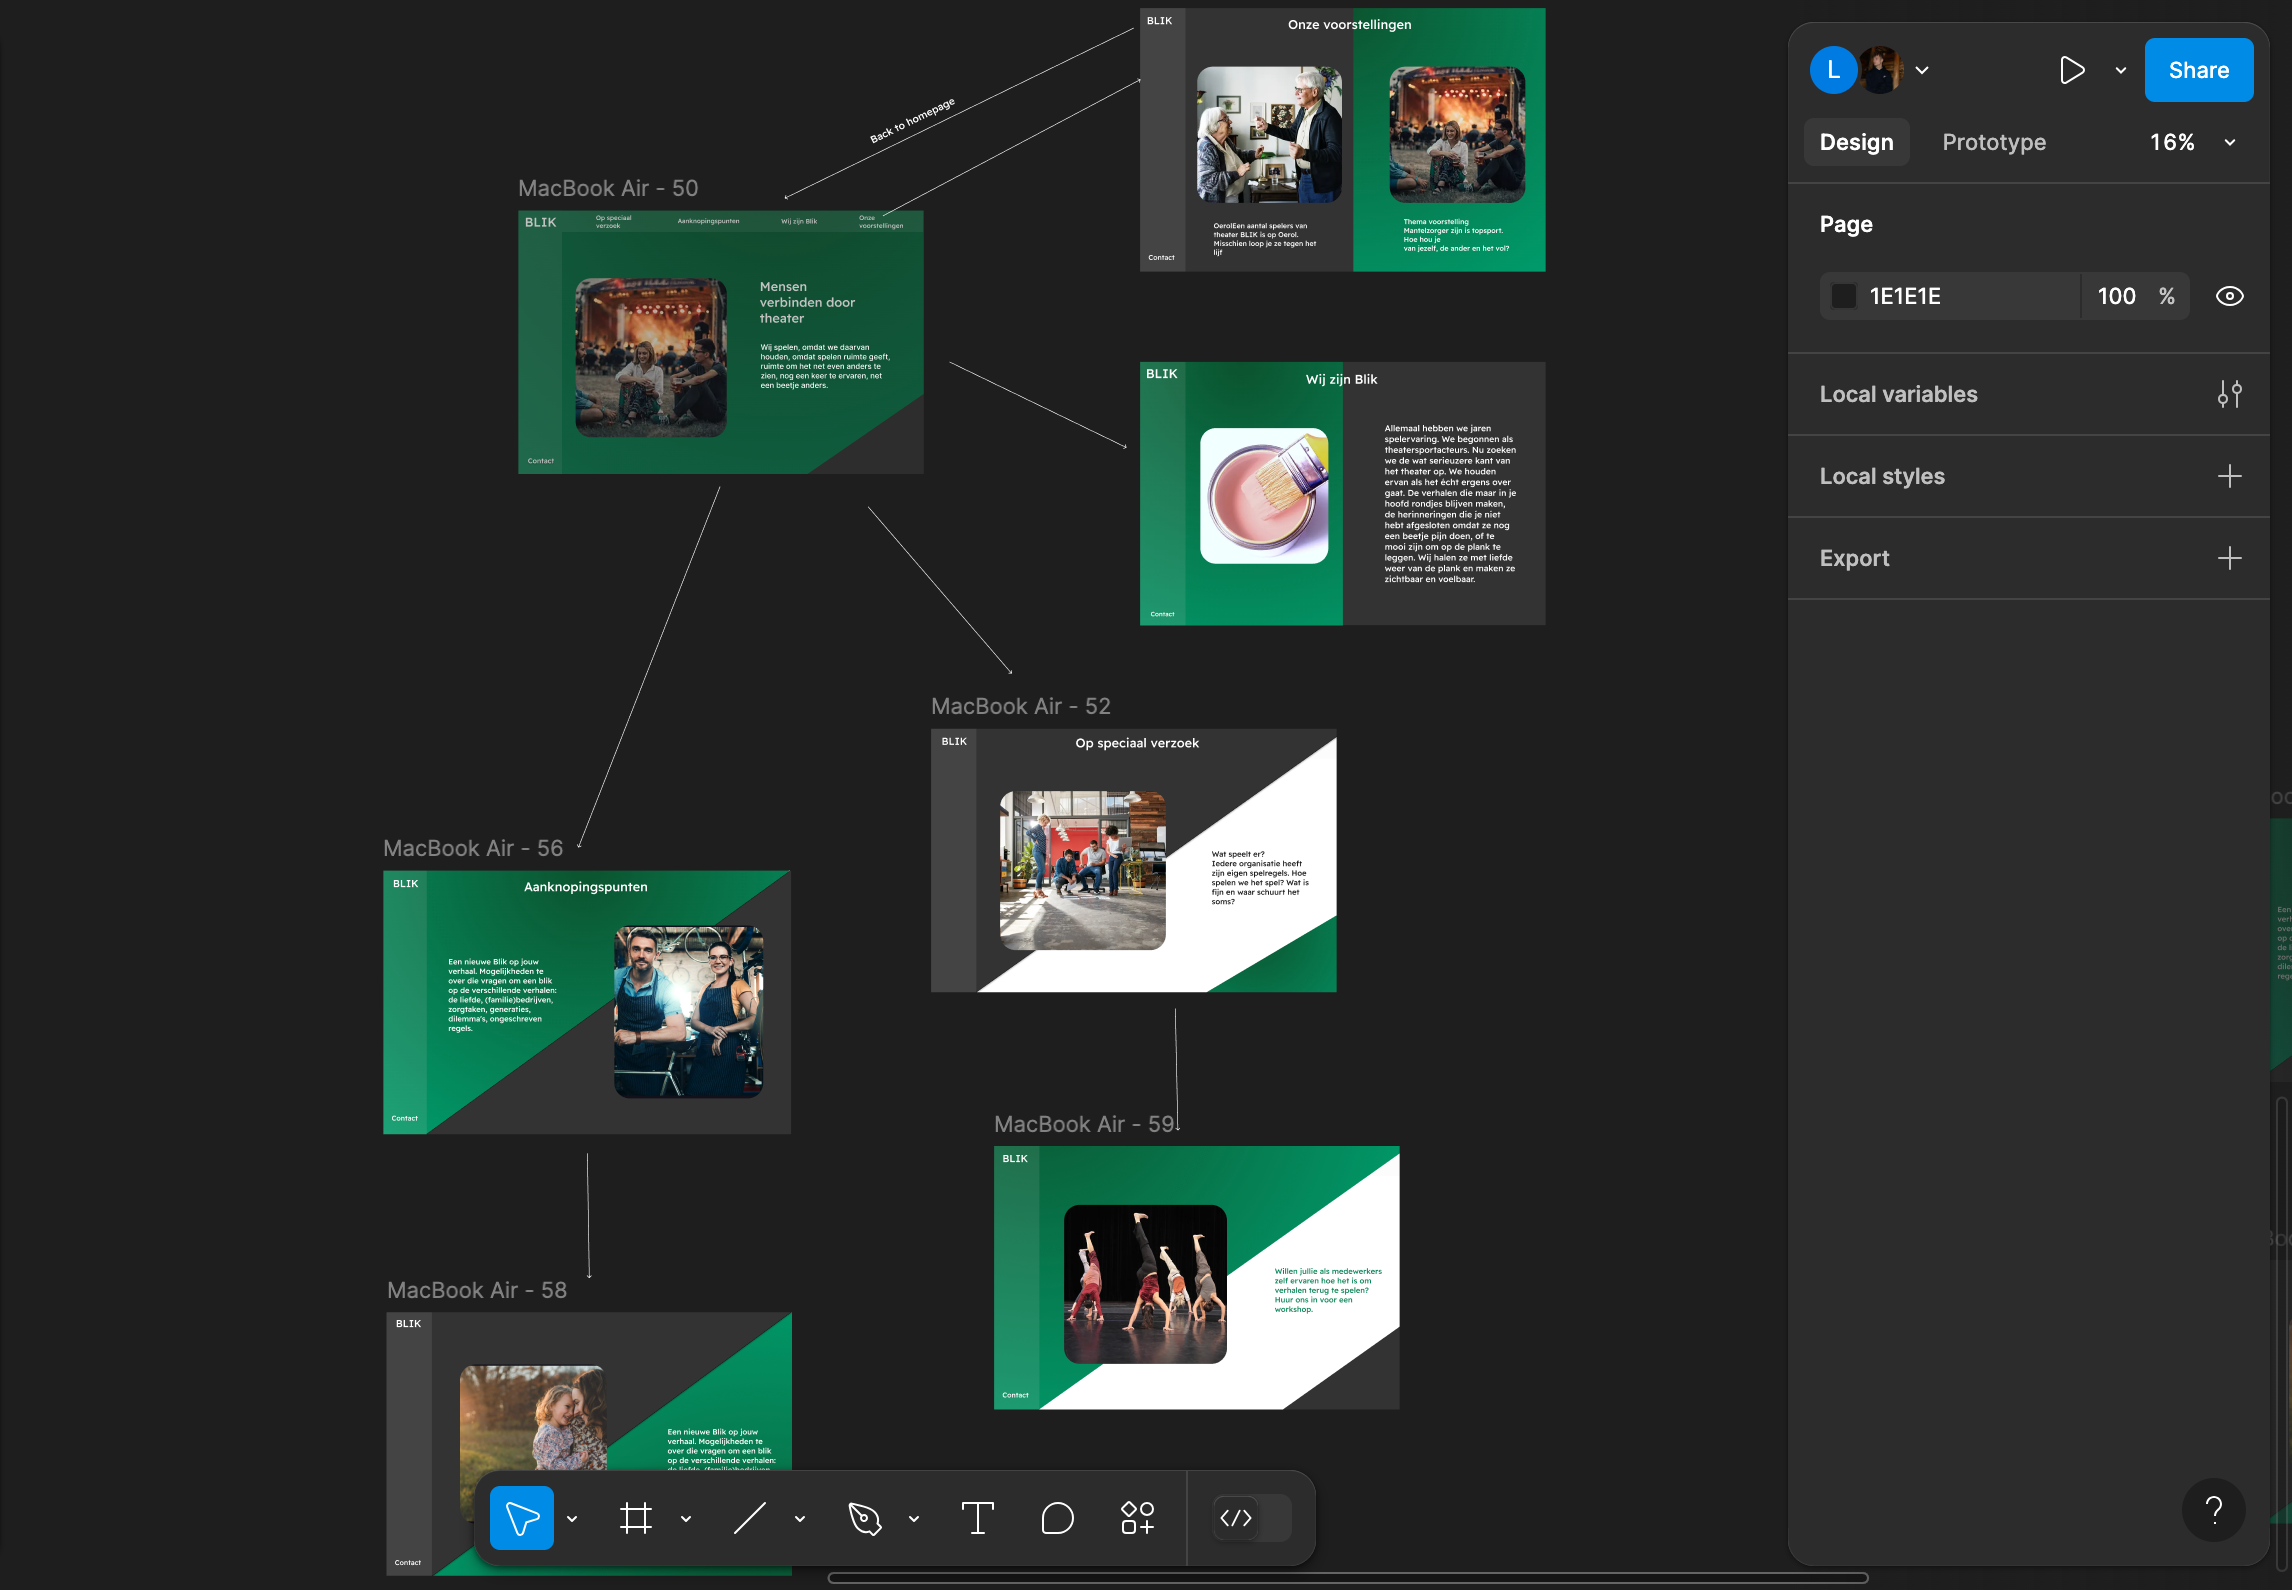 BLIK
Onze voorstellingen
OerolEen aantal spelers van
theater BLIK is op Oerol.
Misschien loop je ze tegen het
lijf
Thema voorstelling
Mantelzorger zijn is topsport.
Hoe hou je
van jezelf, de ander en het vol?
Contact
Back to homepage
MacBook Air - 50
BLIK
Op speciaal
verzoek
Aanknopingspunten
Wij zijn Blik
Onze
voorstellingen
Mensen
verbinden door
theater
Wij spelen, omdat we daarvan
houden, omdat spelen ruimte geeft,
ruimte om het net even anders te
zien, nog een keer te ervaren, net
een beetje anders.
Contact
BLIK
Wij zijn Blik
Allemaal hebben we jaren
spelervaring. We begonnen als
theatersportacteurs. Nu zoeken
we de wat serieuzere kant van
het theater op. We houden
ervan als het écht ergens over
gaat. De verhalen die maar in je
hoofd rondjes blijven maken,
de herinneringen die je niet
hebt afgesloten omdat ze nog
een beetje pijn doen, of te
mooi zijn om op de plank te
leggen. Wij halen ze met liefde
weer van de plank en maken ze
zichtbaar en voelbaar.
Contact
MacBook Air - 52
BLIK
Op speciaal verzoek
Wat speelt er?
Iedere organisatie heeft
zijn eigen spelregels. Hoe
spelen we het spel? Wat is
fijn en waar schuurt het
soms?
MacBook Air - 56
BLIK
Aanknopingspunten
Een nieuwe Blik op jouw
verhaal. Mogelijkheden te
over die vragen om een blik
op de verschillende verhalen:
de liefde, (familie)bedrijven,
zorgtaken, generaties,
dilemma's, ongeschreven
regels.
Contact
MacBook Air - 59
BLIK
Willen jullie als medewerkers
zelf ervaren hoe het is om
verhalen terug te spelen?
Huur ons in voor een
workshop.
Contact
MacBook Air - 58
BLIK
Een nieuwe Blik op jouw
verhaal. Mogelijkheden te
over die vragen om een blik
op de verschillende verhalen:
Contact
L
Share
Design
Prototype
16%
Page
1E1E1E
100 %
Local variables
Local styles
Export